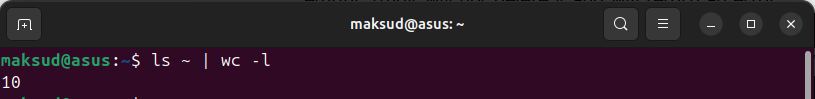 maksud@asus: ~
maksud@asus:~$ ls ~ | wc -l
10